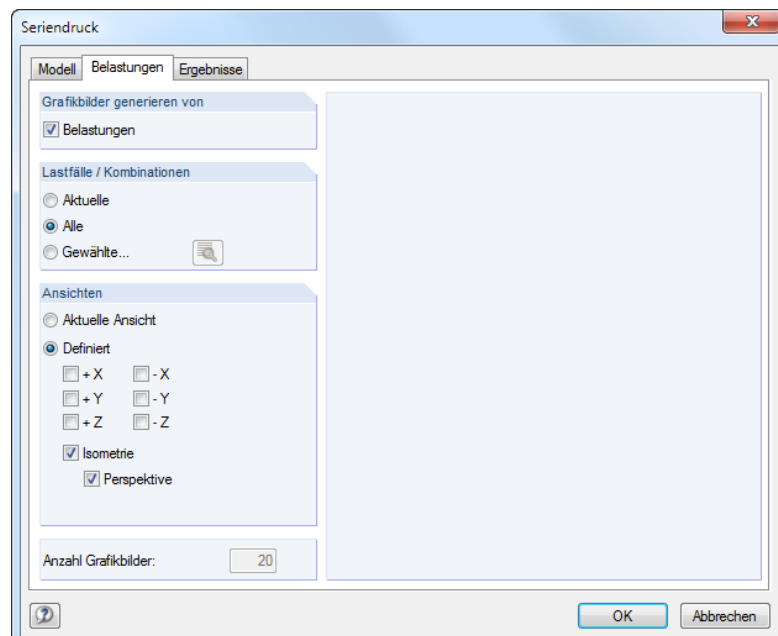 Seriendruck
Modell Belastungen Ergebnisse
Grafikbilder generieren von
Belastungen
Lastfälle / Kombinationen
Aktuelle
Alle
Gewählte...
Ansichten
Aktuelle Ansicht
Definiert
+ X - X
+ Y - Y
+ Z - Z
Isometrie
Perspektive
Anzahl Grafikbilder: 20
OK Abbrechen